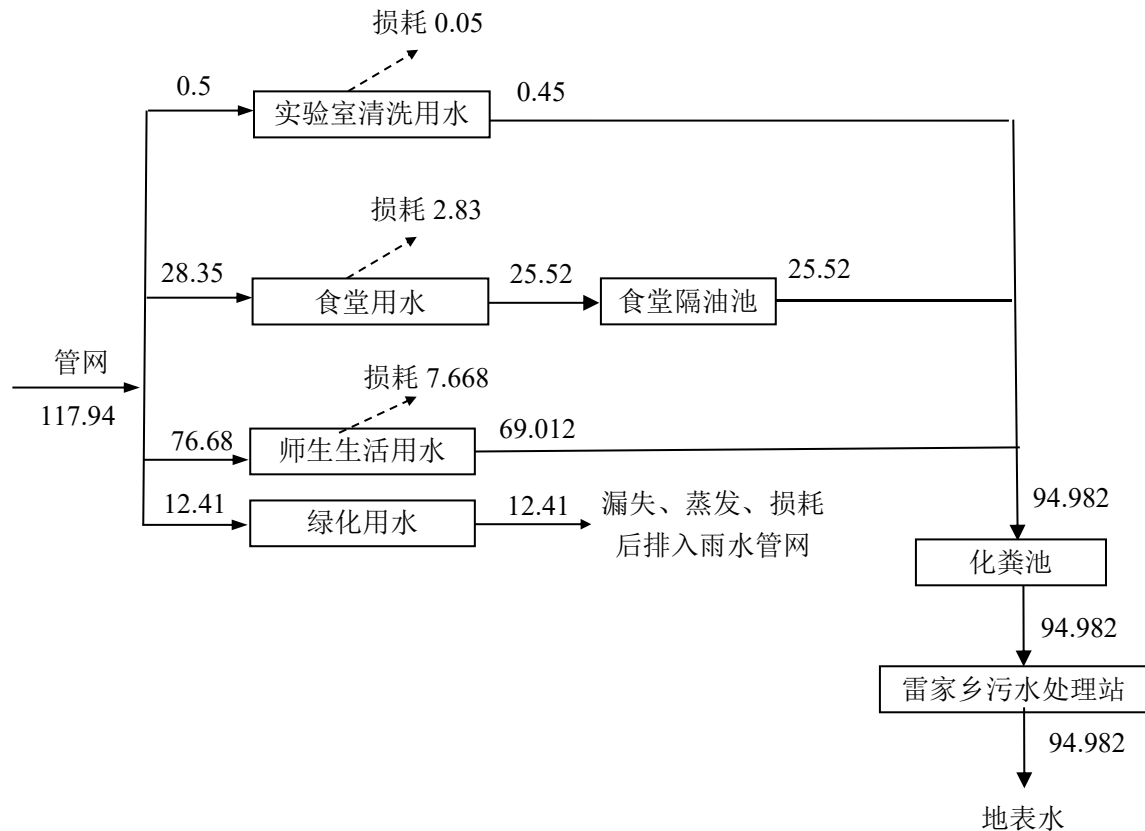 损耗 0.05
0.5
实验室清洗用水
0.45
损耗 2.83
28.35
食堂用水
25.52
食堂隔油池
25.52
管网
117.94
损耗 7.668
76.68
师生生活用水
69.012
12.41
绿化用水
12.41
漏失、蒸发、损耗
后排入雨水管网
94.982
化粪池
94.982
雷家乡污水处理站
94.982
地表水